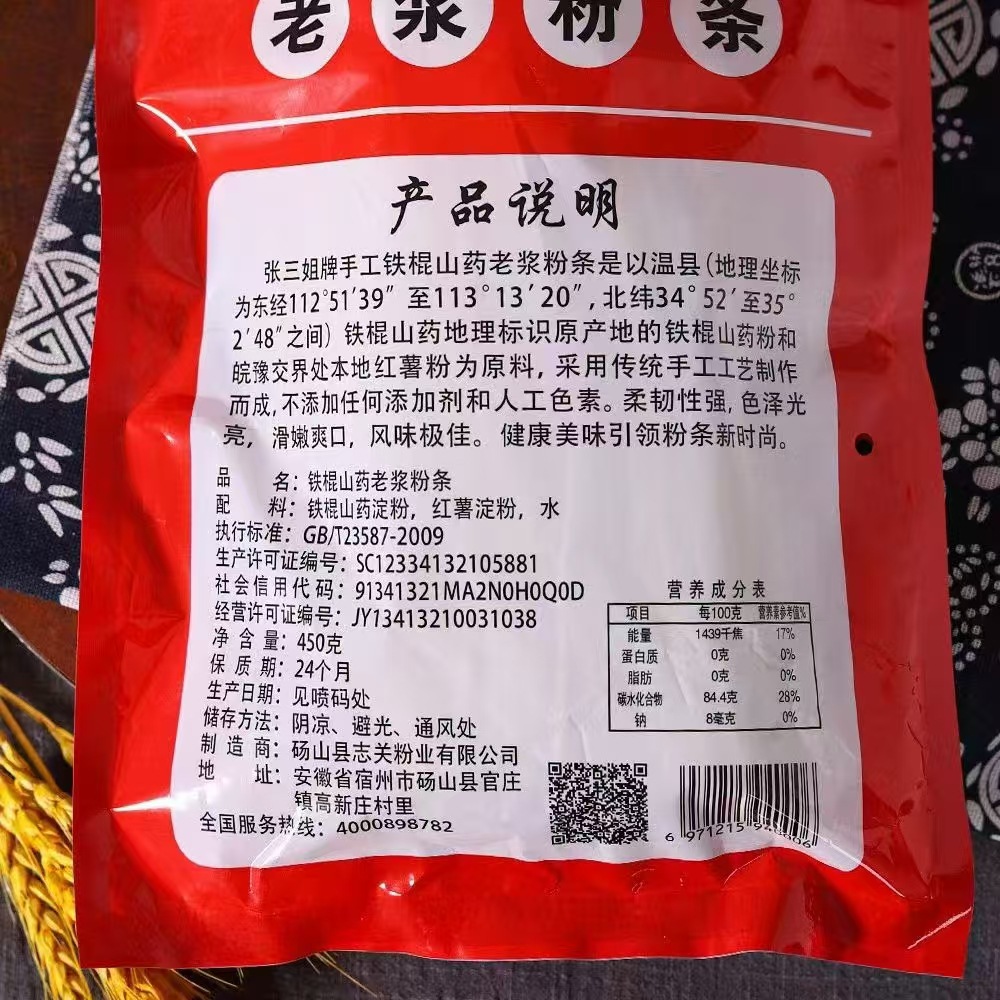 老浆粉条
产品说明
张三姐牌手工铁棍山药老浆粉条是以温县(地理坐标
为东经112°51′39″ 至113°13′20″,北纬34°52′至35°
2′48″之间) 铁棍山药地理标识原产地的铁棍山药粉和
皖豫交界处本地红薯粉为原料, 采用传统手工工艺制作
而成,不添加任何添加剂和人工色素。柔韧性强,色泽光
亮, 滑嫩爽口, 风味极佳。健康美味引领粉条新时尚。
品 名: 铁棍山药老浆粉条
配 料: 铁棍山药淀粉, 红薯淀粉, 水
执行标准: GB/T23587-2009
生产许可证编号: SC12334132105881
社会信用代码: 91341321MA2N0H0Q0D
经营许可证编号: JY13413210031038
净 含 量: 450克
保 质 期: 24个月
生产日期: 见喷码处
储存方法: 阴凉、避光、通风处
制 造 商: 砀山县志关粉业有限公司
地 址: 安徽省宿州市砀山县官庄
镇高新庄村里
全国服务热线: 4000898782
营养成分表
项目 每100克 营养素参考值%
能量 1439千焦 17%
蛋白质 0克 0%
脂肪 0克 0%
碳水化合物 84.4克 28%
钠 8毫克 0%
6 971215